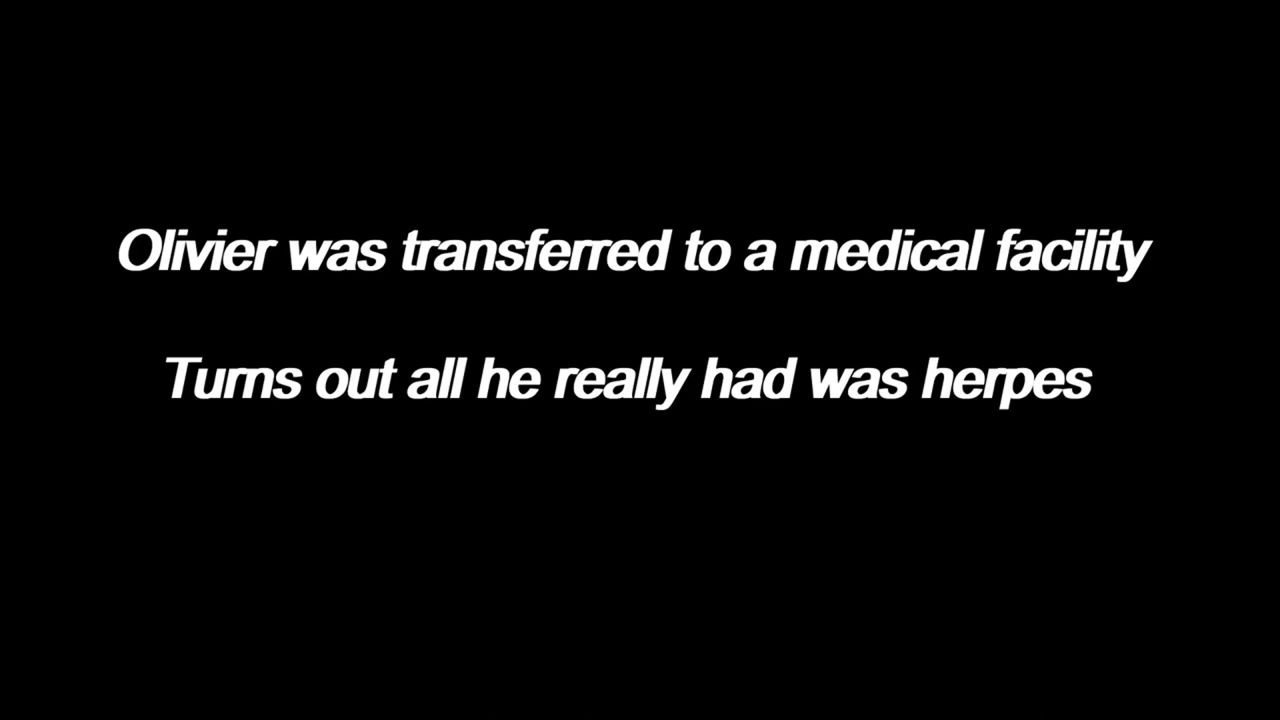 Olivier was transferred to a medical facility
Turns out all he really had was herpes